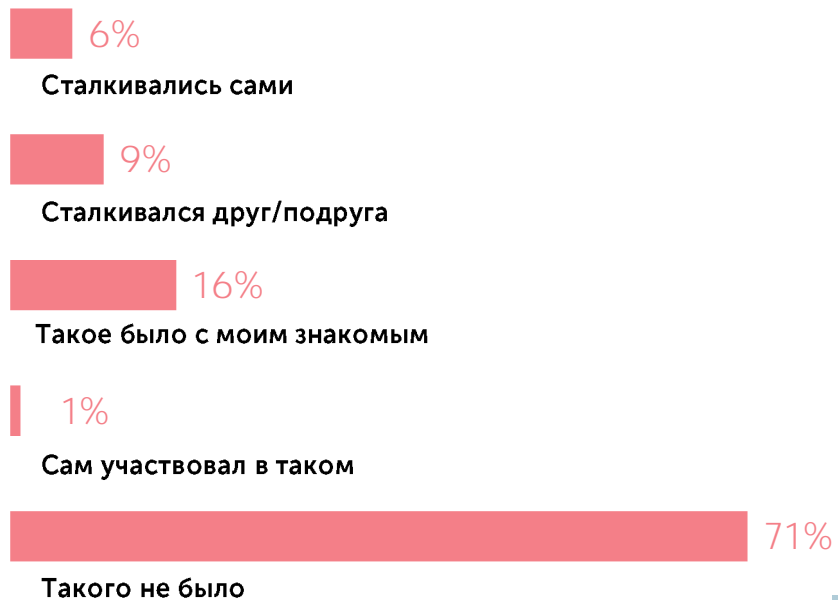 6%
Сталкивались сами
9%
Сталкивался друг/подруга
16%
Такое было с моим знакомым
1%
Сам участвовал в таком
71%
Такого не было